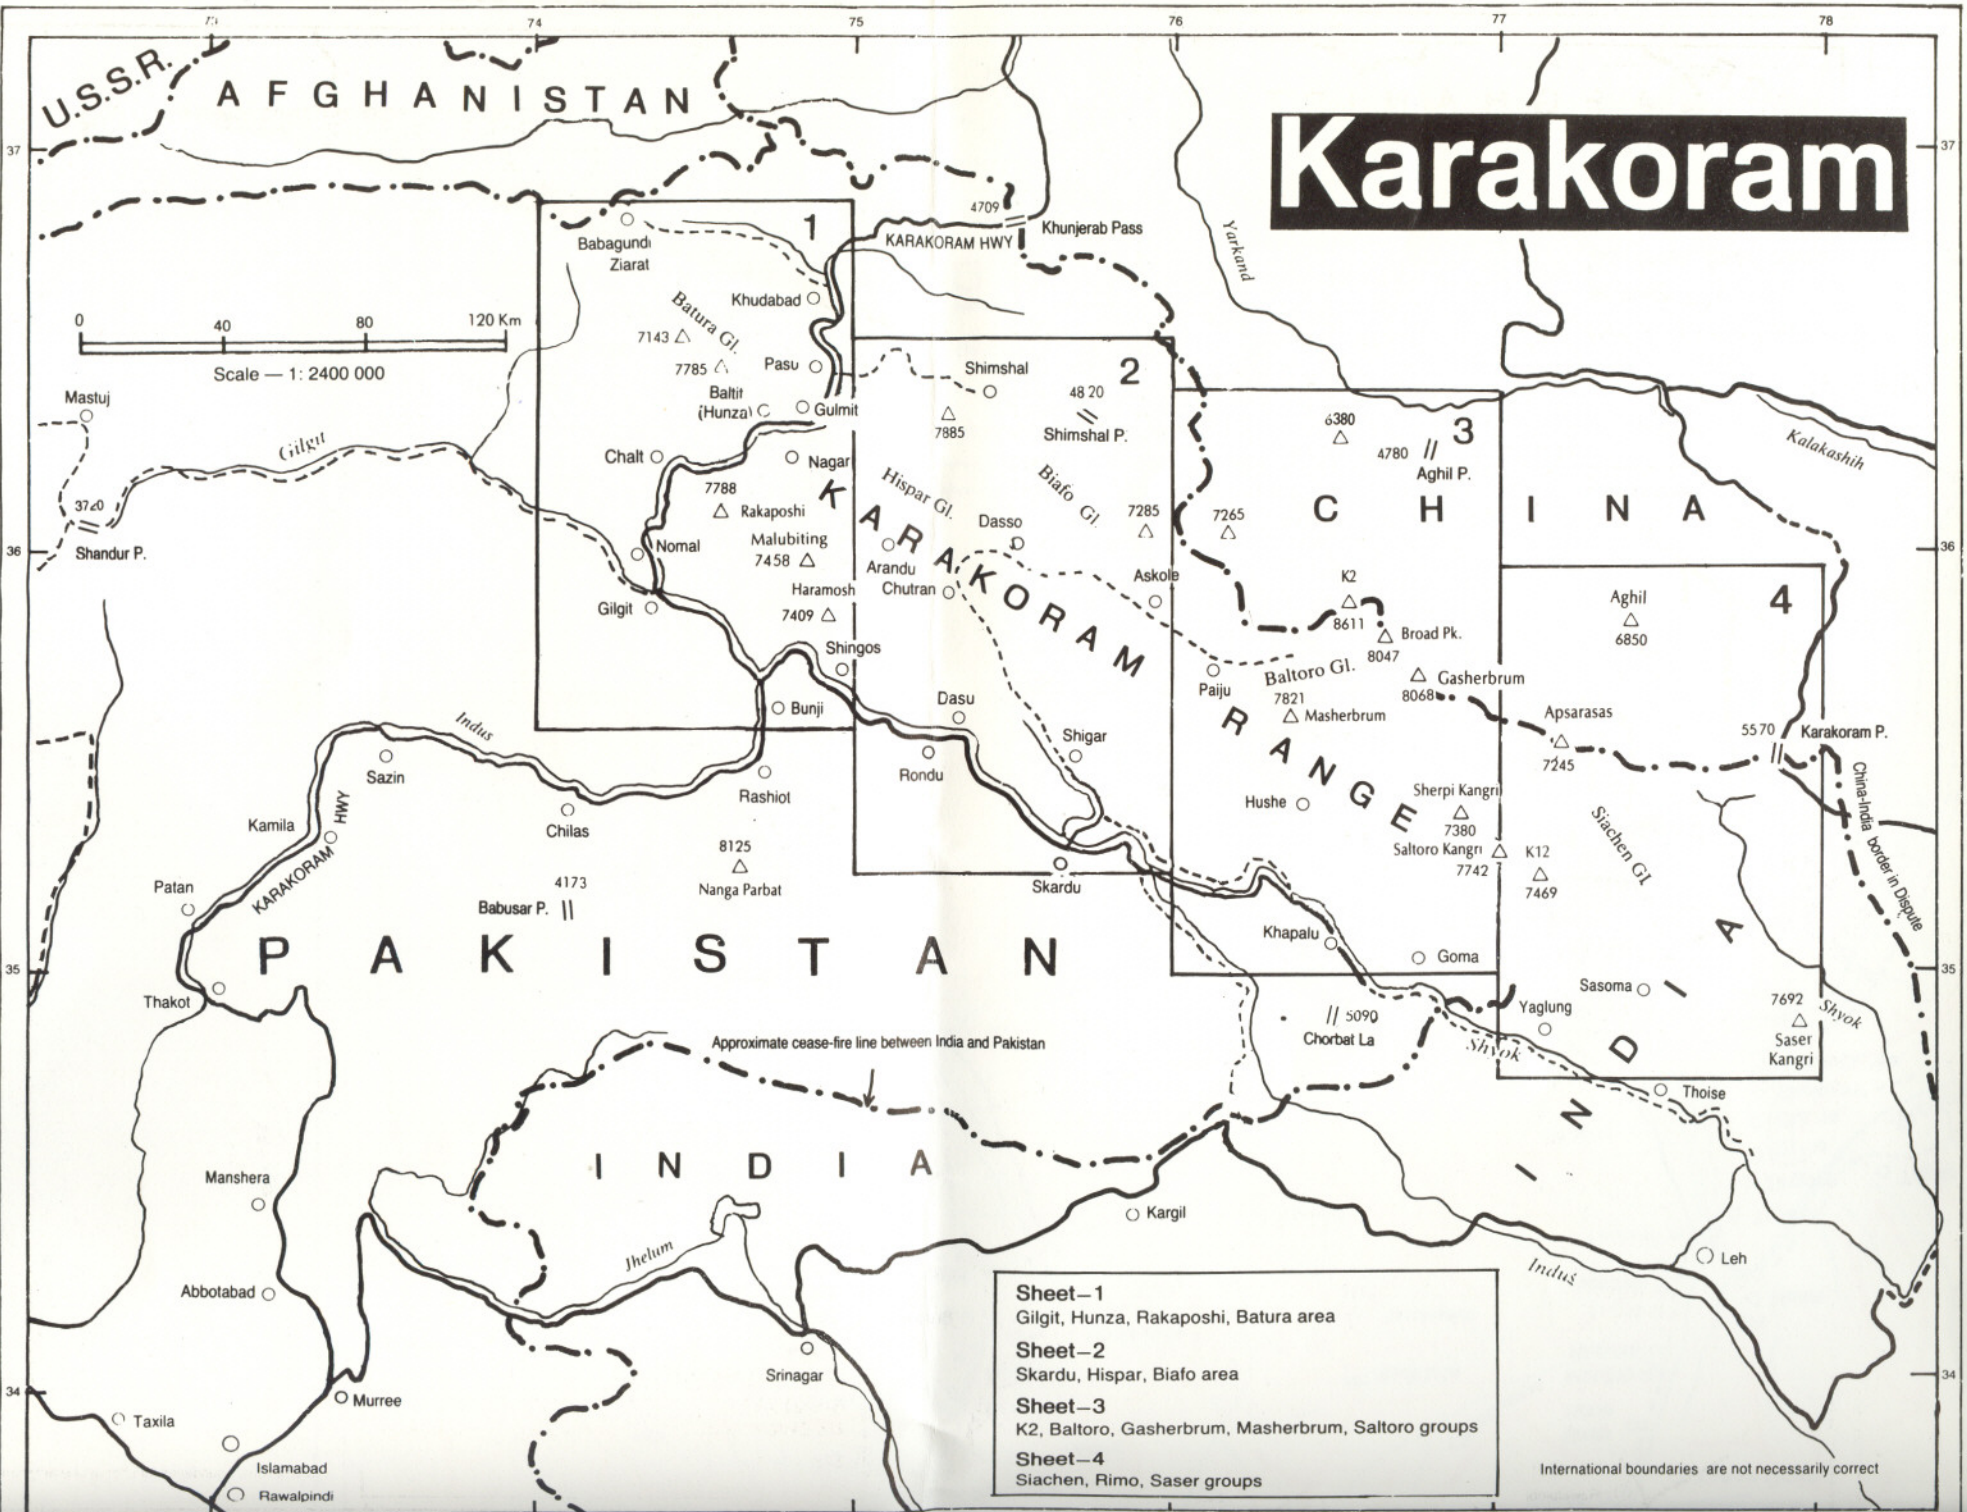 73 74 75 76 77 78
U.S.S.R.
AFGHANISTAN
Karakoram
37
37
4709
Khunjerab Pass
KARAKORAM HWY
Yarkand
1
Babagundi
Ziarat
Khudabad
Batura Gl.
7143
7785
Pasu
Baltit
(Hunza)
Gulmit
0 40 80 120 Km
Scale — 1: 2400 000
Mastuj
Gilgit
3720
Shandur P.
Chalt
Nagar
7788
Rakaposhi
Malubiting
7458
Nomal
Haramosh
7409
Gilgit
Shingos
Bunji
2
Shimshal
4820
Shimshal P.
7885
Hispar Gl.
Biafo Gl.
7285
Dasso
Arandu
Chutran
Askole
Dasu
Rondu
Shigar
Skardu
KARAKORAM RANGE
3
6380
4780
Aghil P.
CHINA
Kalakashih
7265
K2
8611
Broad Pk.
8047
Gasherbrum
8068
Paiju
Baltoro Gl.
7821
Masherbrum
Hushe
Sherpi Kangri
7380
Saltoro Kangri
7742
Khapalu
Goma
36
36
4
Aghil
6850
Apsarasas
7245
5570
Karakoram P.
China-India border in Dispute
Siachen Gl
K12
7469
Sasoma
Yaglung
7692
Saser
Kangri
Shyok
INDIA
Indus
Sazin
Kamila
KARAKORAM HWY
Chilas
Rashiot
8125
Nanga Parbat
Patan
4173
Babusar P.
PAKISTAN
35
35
Thakot
5090
Chorbat La
Shyok
Thoise
Approximate cease-fire line between India and Pakistan
INDIA
Manshera
Kargil
Jhelum
Leh
Indus
Abbotabad
Srinagar
34
34
Murree
Taxila
Islamabad
Rawalpindi
Sheet—1
Gilgit, Hunza, Rakaposhi, Batura area
Sheet—2
Skardu, Hispar, Biafo area
Sheet—3
K2, Baltoro, Gasherbrum, Masherbrum, Saltoro groups
Sheet—4
Siachen, Rimo, Saser groups
International boundaries are not necessarily correct